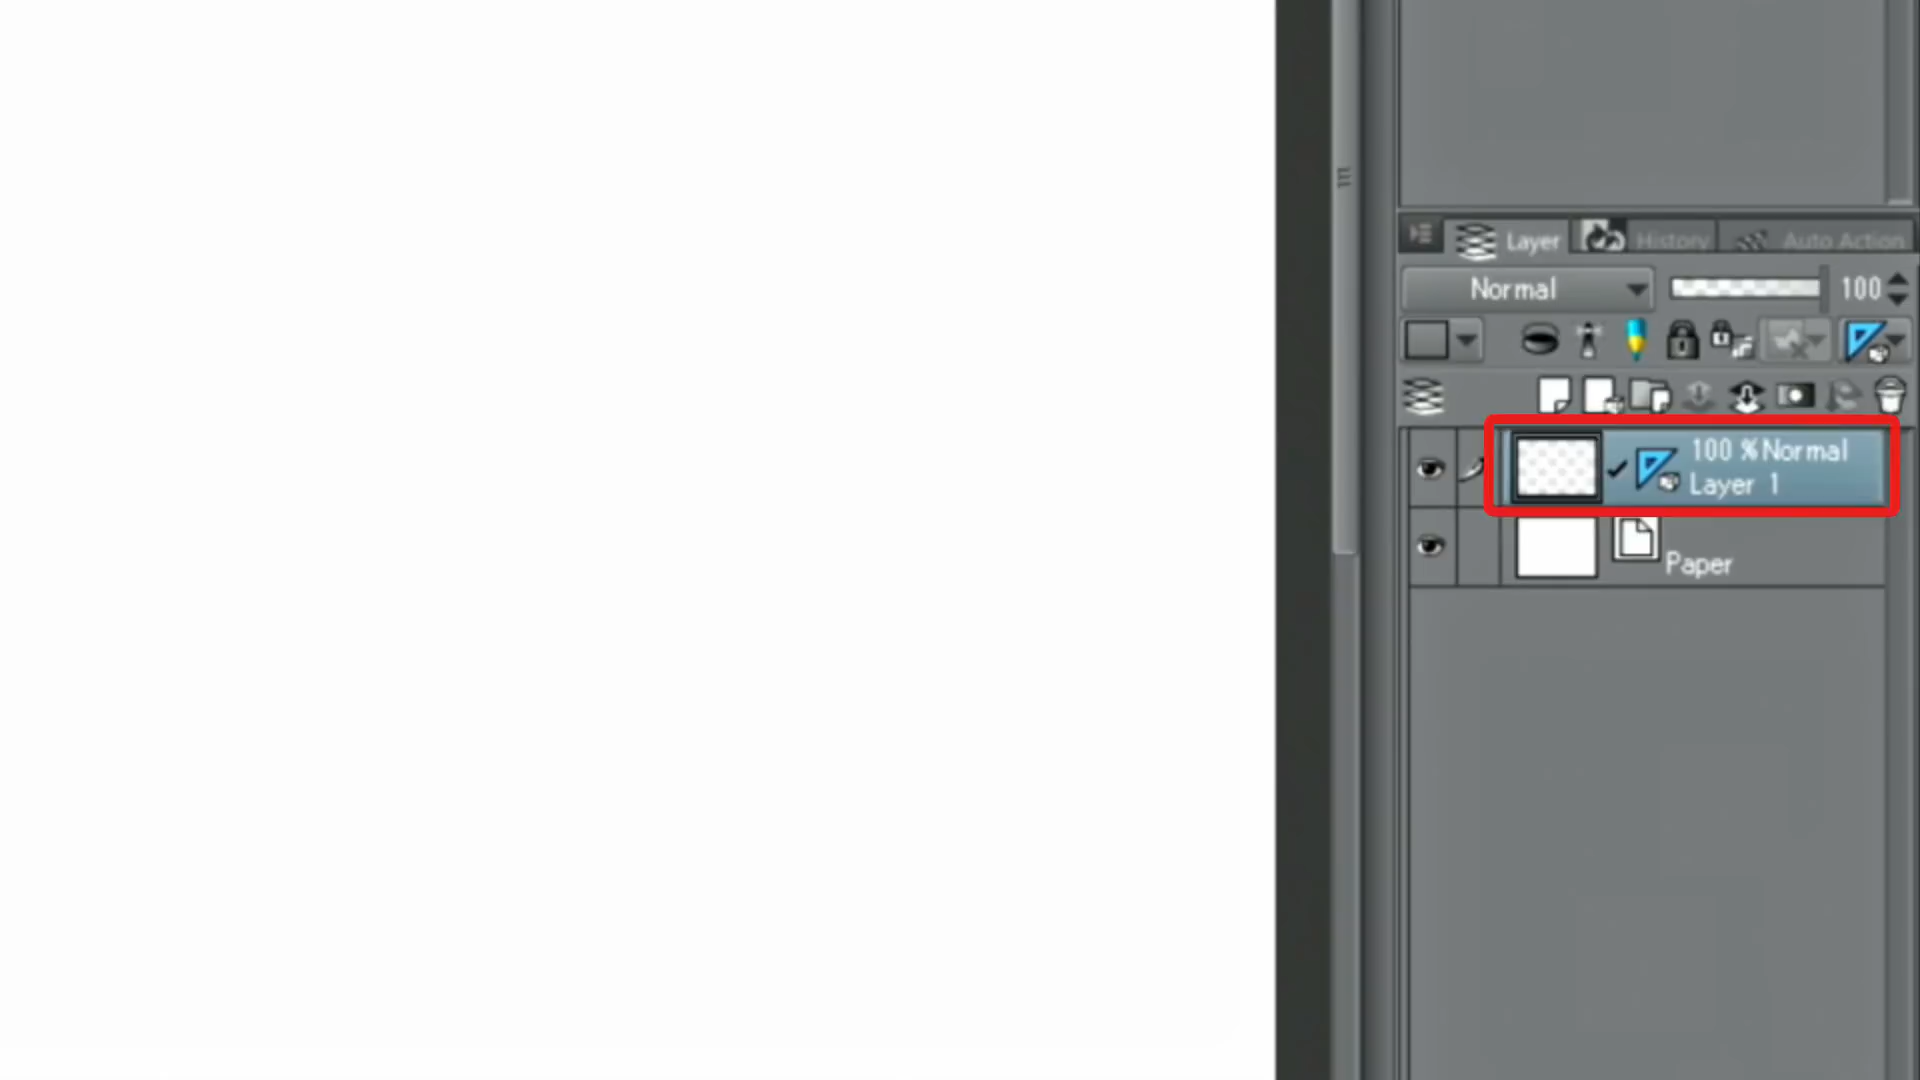 Layer History Auto Action
Normal 100
100 %Normal
Layer 1
Paper